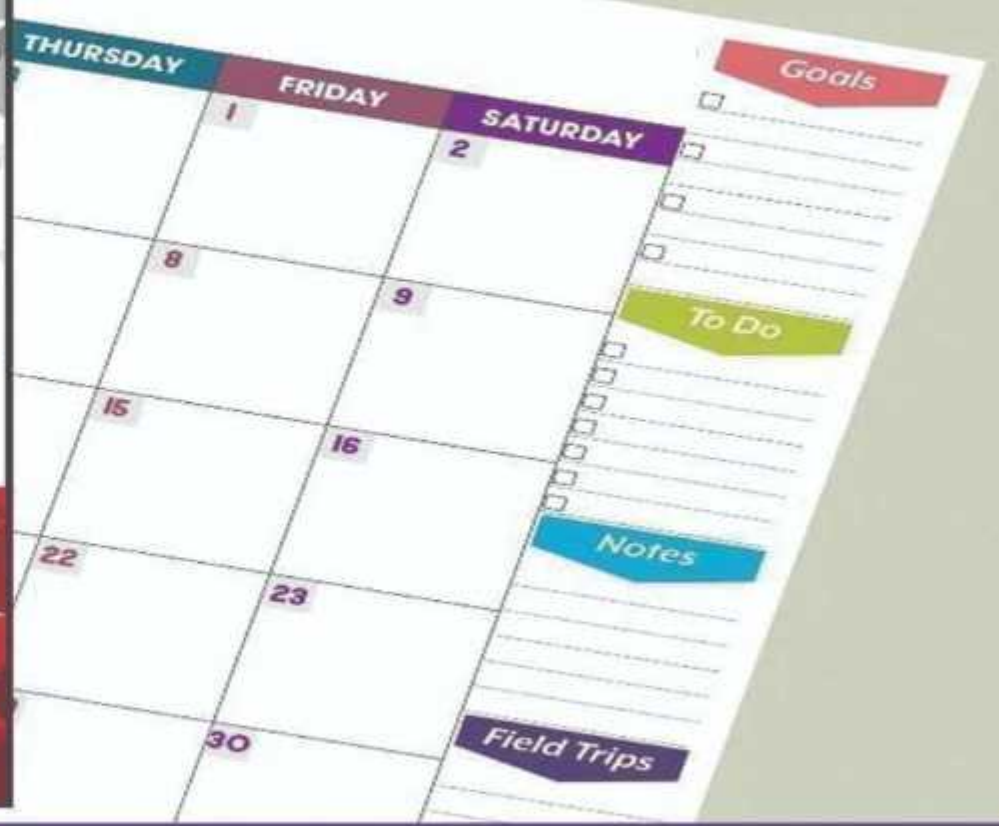 THURSDAY
FRIDAY
SATURDAY
1
2
8
9
15
16
22
23
30
Goals
To Do
Notes
Field Trips